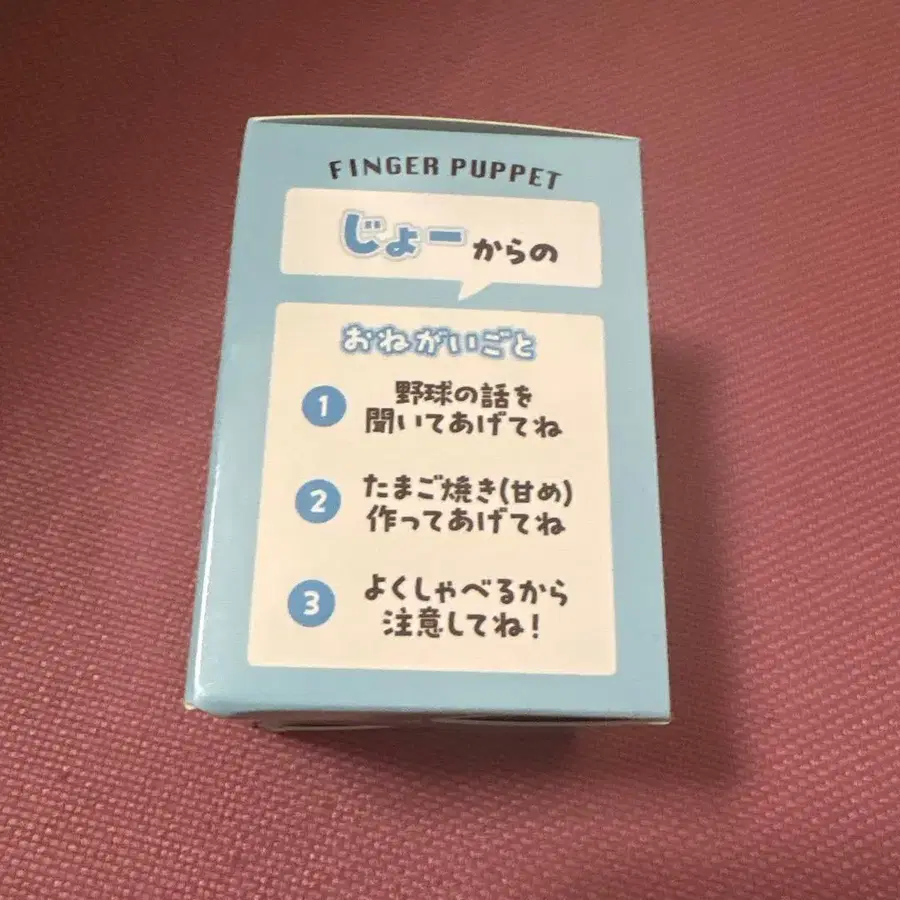 FINGER PUPPET
じょーからの
おねがいごと
1 野球の話を
聞いてあげてね
2 たまご焼き(甘め)
作ってあげてね
3 よくしゃべるから
注意してね!